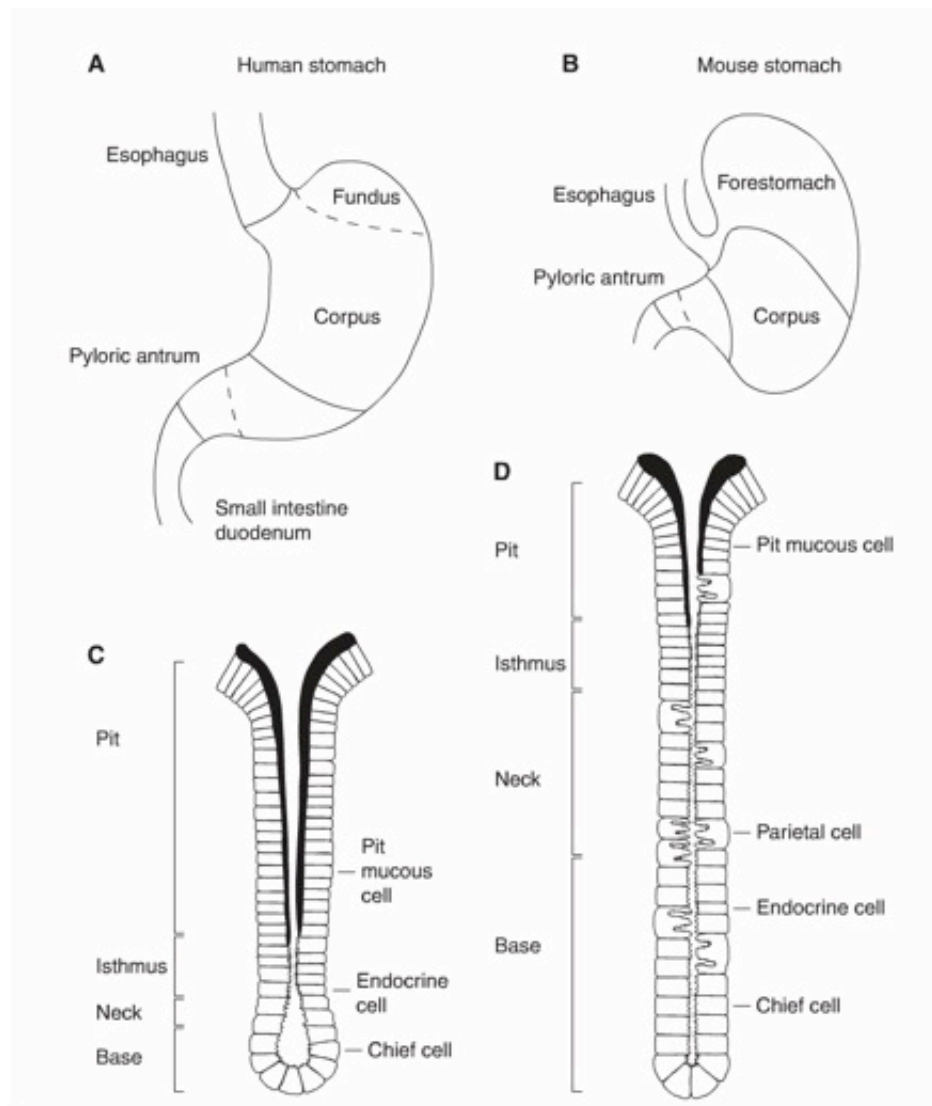 A
Human stomach
Esophagus
Fundus
Corpus
Pyloric antrum
Small intestine
duodenum
B
Mouse stomach
Forestomach
Esophagus
Pyloric antrum
Corpus
C
Pit
Pit
mucous
cell
Isthmus
Endocrine
cell
Neck
Base
Chief cell
D
Pit
Pit mucous cell
Isthmus
Neck
Parietal cell
Endocrine cell
Base
Chief cell